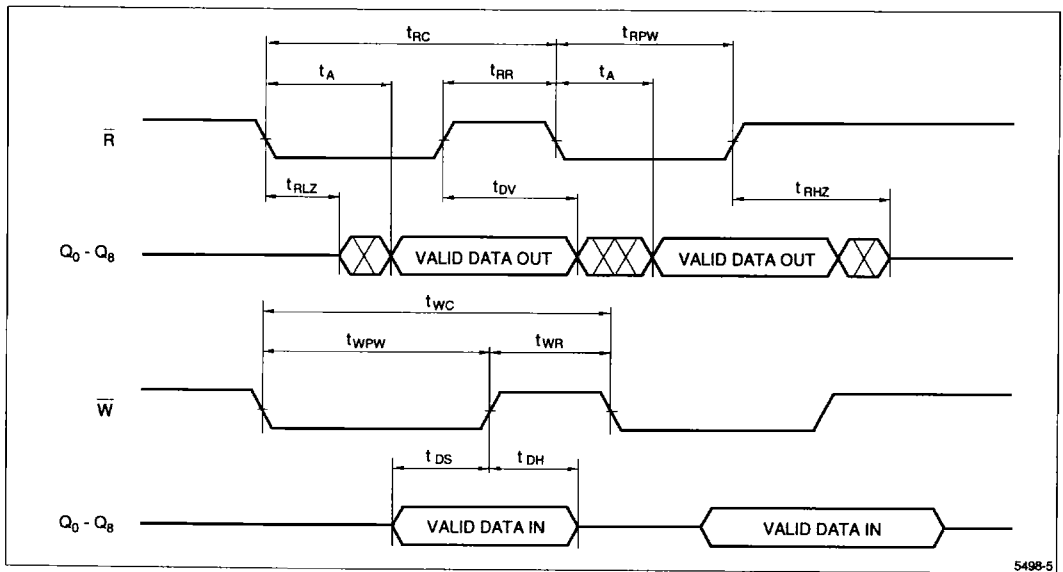 tRC tRPW
tA tRR tA
R̅
tRLZ tDV tRHZ
Q0 - Q8 VALID DATA OUT VALID DATA OUT
tWC
tWPW tWR
W̅
tDS tDH
Q0 - Q8 VALID DATA IN VALID DATA IN
5498-5